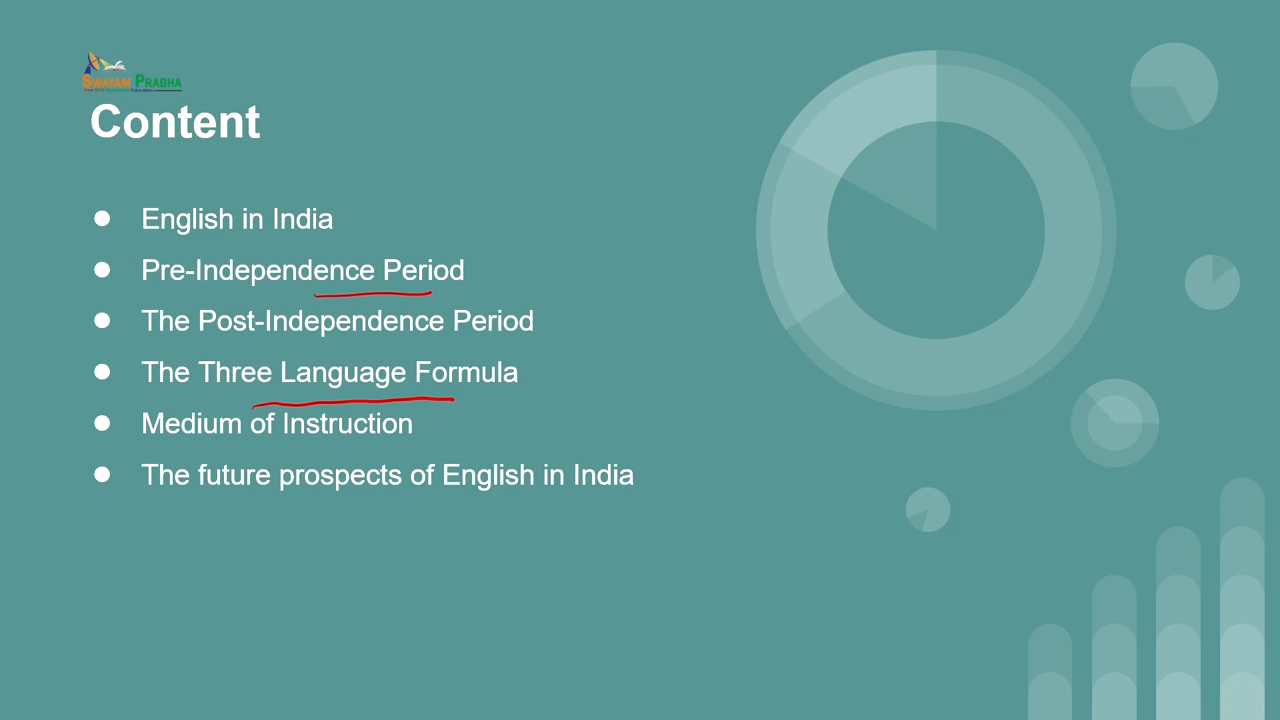 SWAYAM PRABHA
Content
● English in India
● Pre-Independence Period
● The Post-Independence Period
● The Three Language Formula
● Medium of Instruction
● The future prospects of English in India